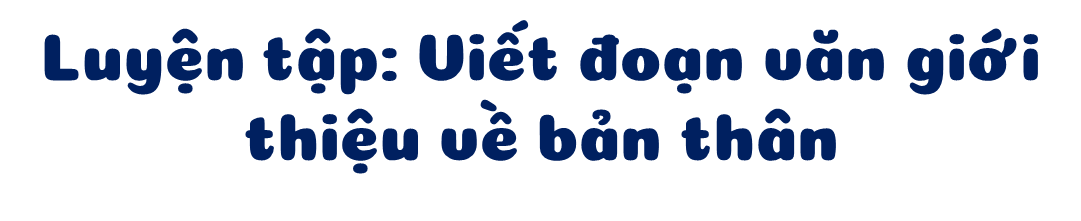 Luyện tập: Viết đoạn văn giới
thiệu về bản thân